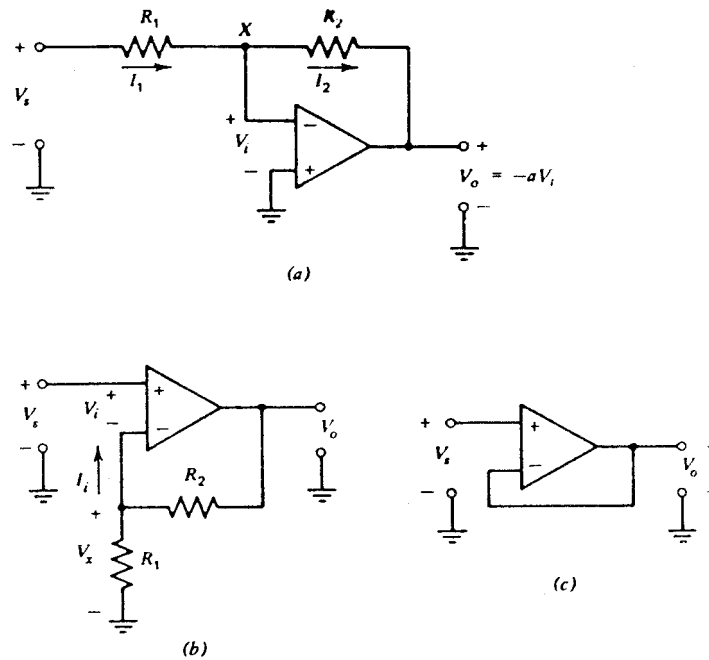 R₁
X
R₂
+
I₁
I₂
Vₛ
+
Vᵢ
−
−
−
+
+
Vₒ = −aVᵢ
−
(a)
+
Vₛ
−
+
Vᵢ
−
+
−
Vₒ
Iᵢ
R₂
+
Vₓ
R₁
−
(b)
+
Vₛ
−
+
−
Vₒ
(c)